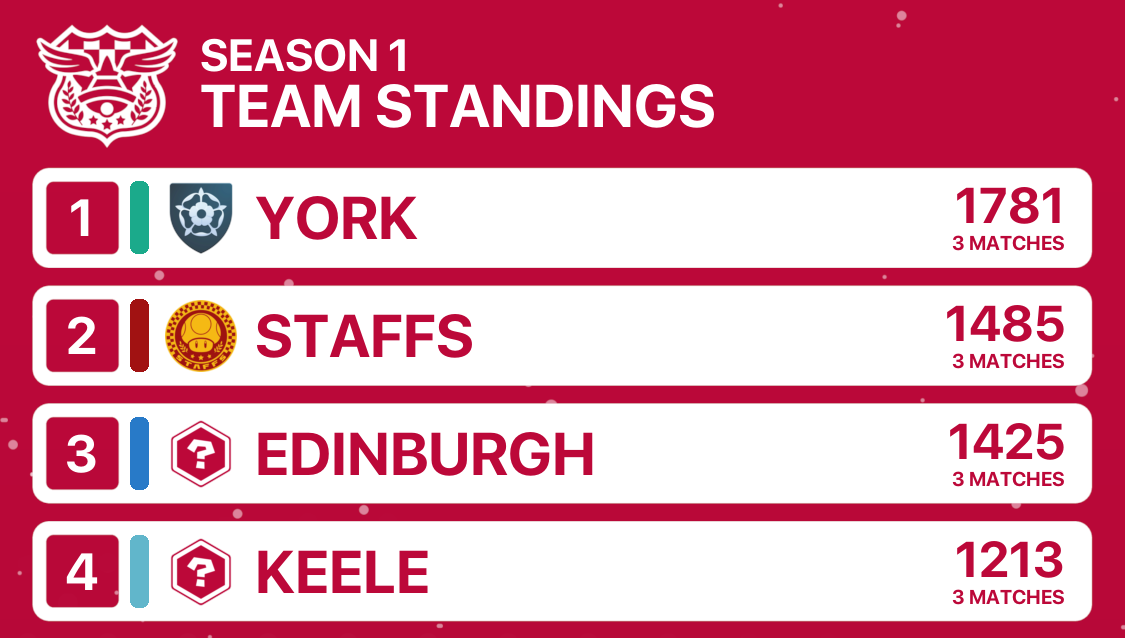 SEASON 1
TEAM STANDINGS
1 YORK 1781
3 MATCHES
2 STAFFS 1485
3 MATCHES
STAFFS
3 ? EDINBURGH 1425
3 MATCHES
4 ? KEELE 1213
3 MATCHES